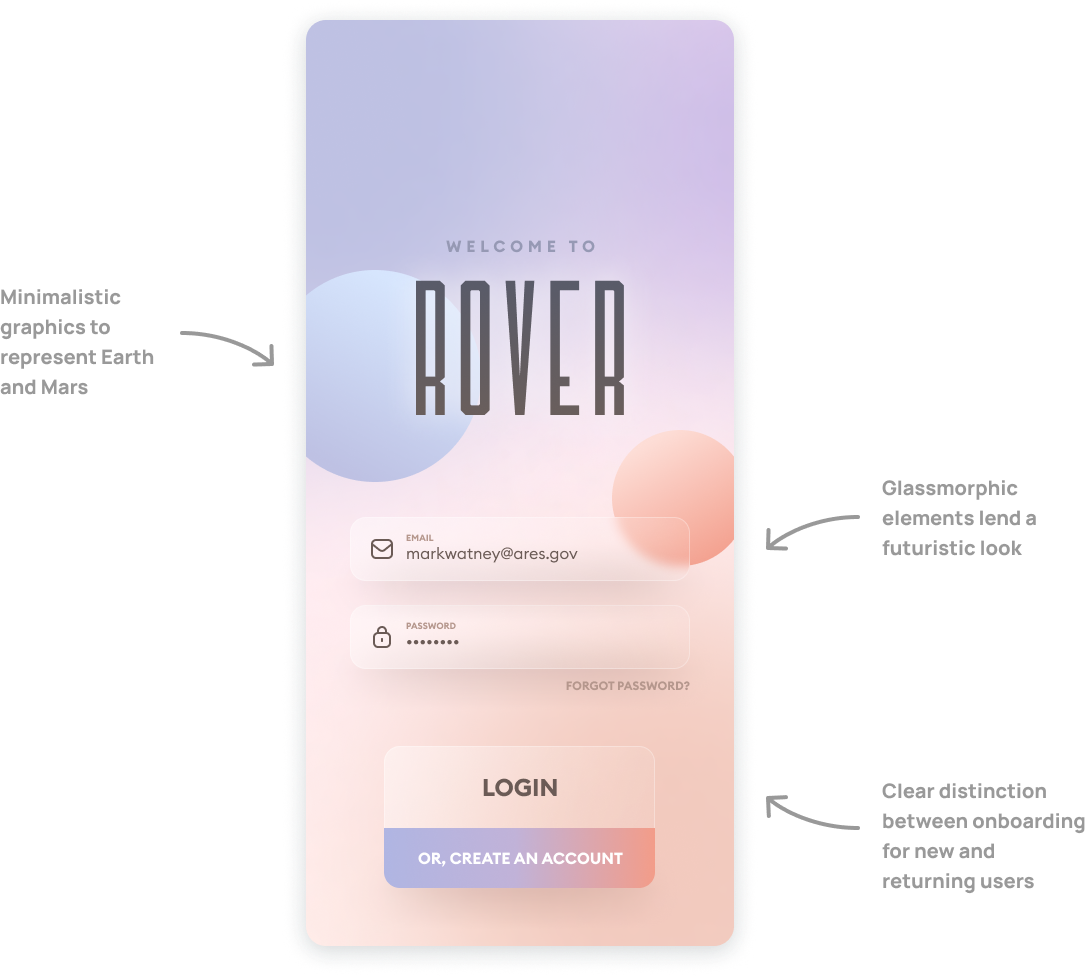 WELCOME TO
ROVER
Minimalistic
graphics to
represent Earth
and Mars
Glassmorphic
elements lend a
futuristic look
EMAIL
markwatney@ares.gov
PASSWORD
••••••••
FORGOT PASSWORD?
LOGIN
OR, CREATE AN ACCOUNT
Clear distinction
between onboarding
for new and
returning users